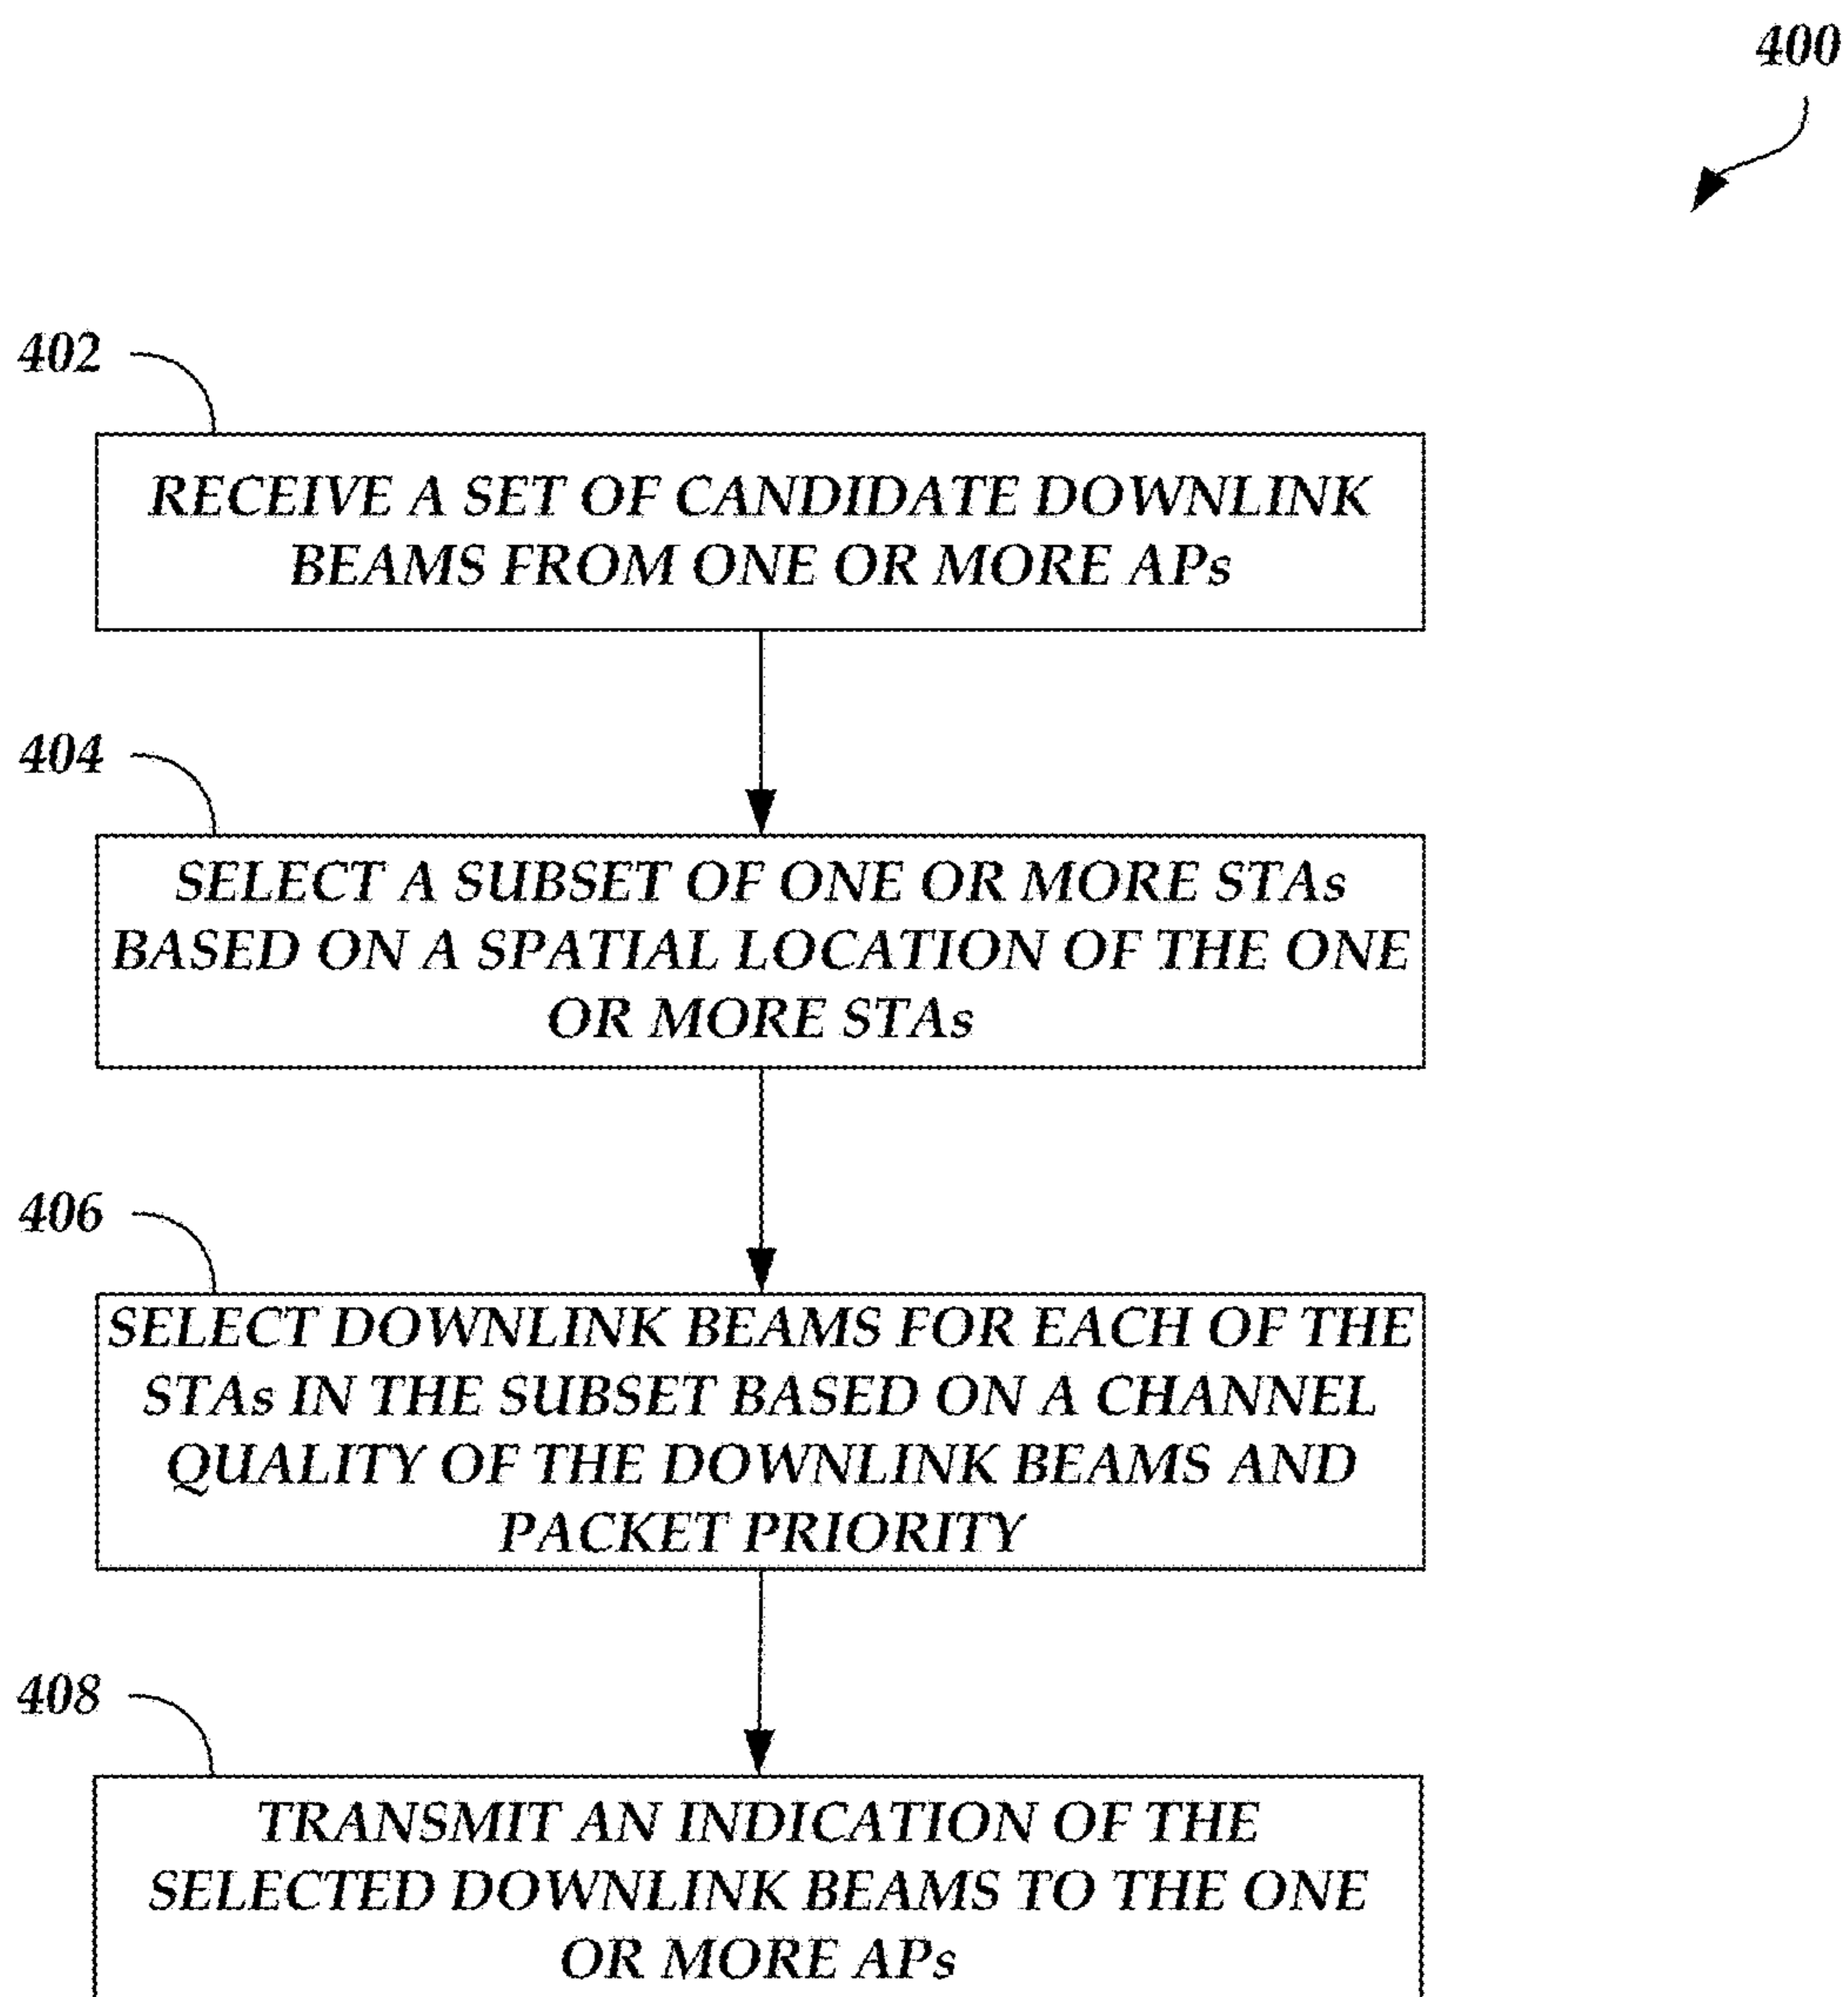 400
402
RECEIVE A SET OF CANDIDATE DOWNLINK
BEAMS FROM ONE OR MORE APs
404
SELECT A SUBSET OF ONE OR MORE STAs
BASED ON A SPATIAL LOCATION OF THE ONE
OR MORE STAs
406
SELECT DOWNLINK BEAMS FOR EACH OF THE
STAs IN THE SUBSET BASED ON A CHANNEL
QUALITY OF THE DOWNLINK BEAMS AND
PACKET PRIORITY
408
TRANSMIT AN INDICATION OF THE
SELECTED DOWNLINK BEAMS TO THE ONE
OR MORE APs